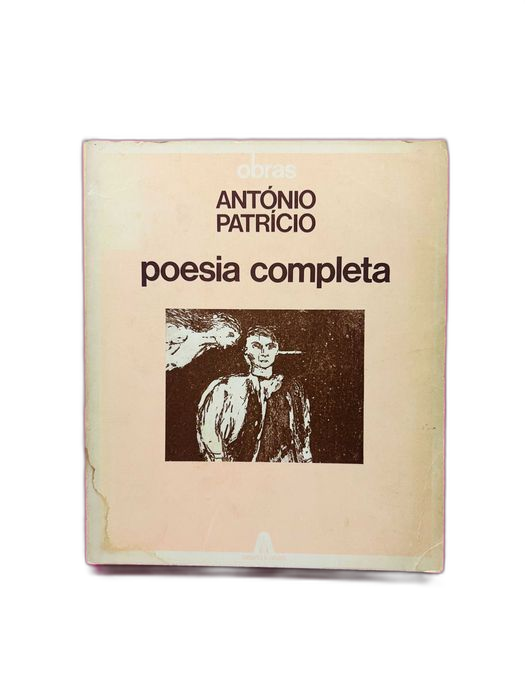 obras
ANTÓNIO
PATRÍCIO
poesia completa